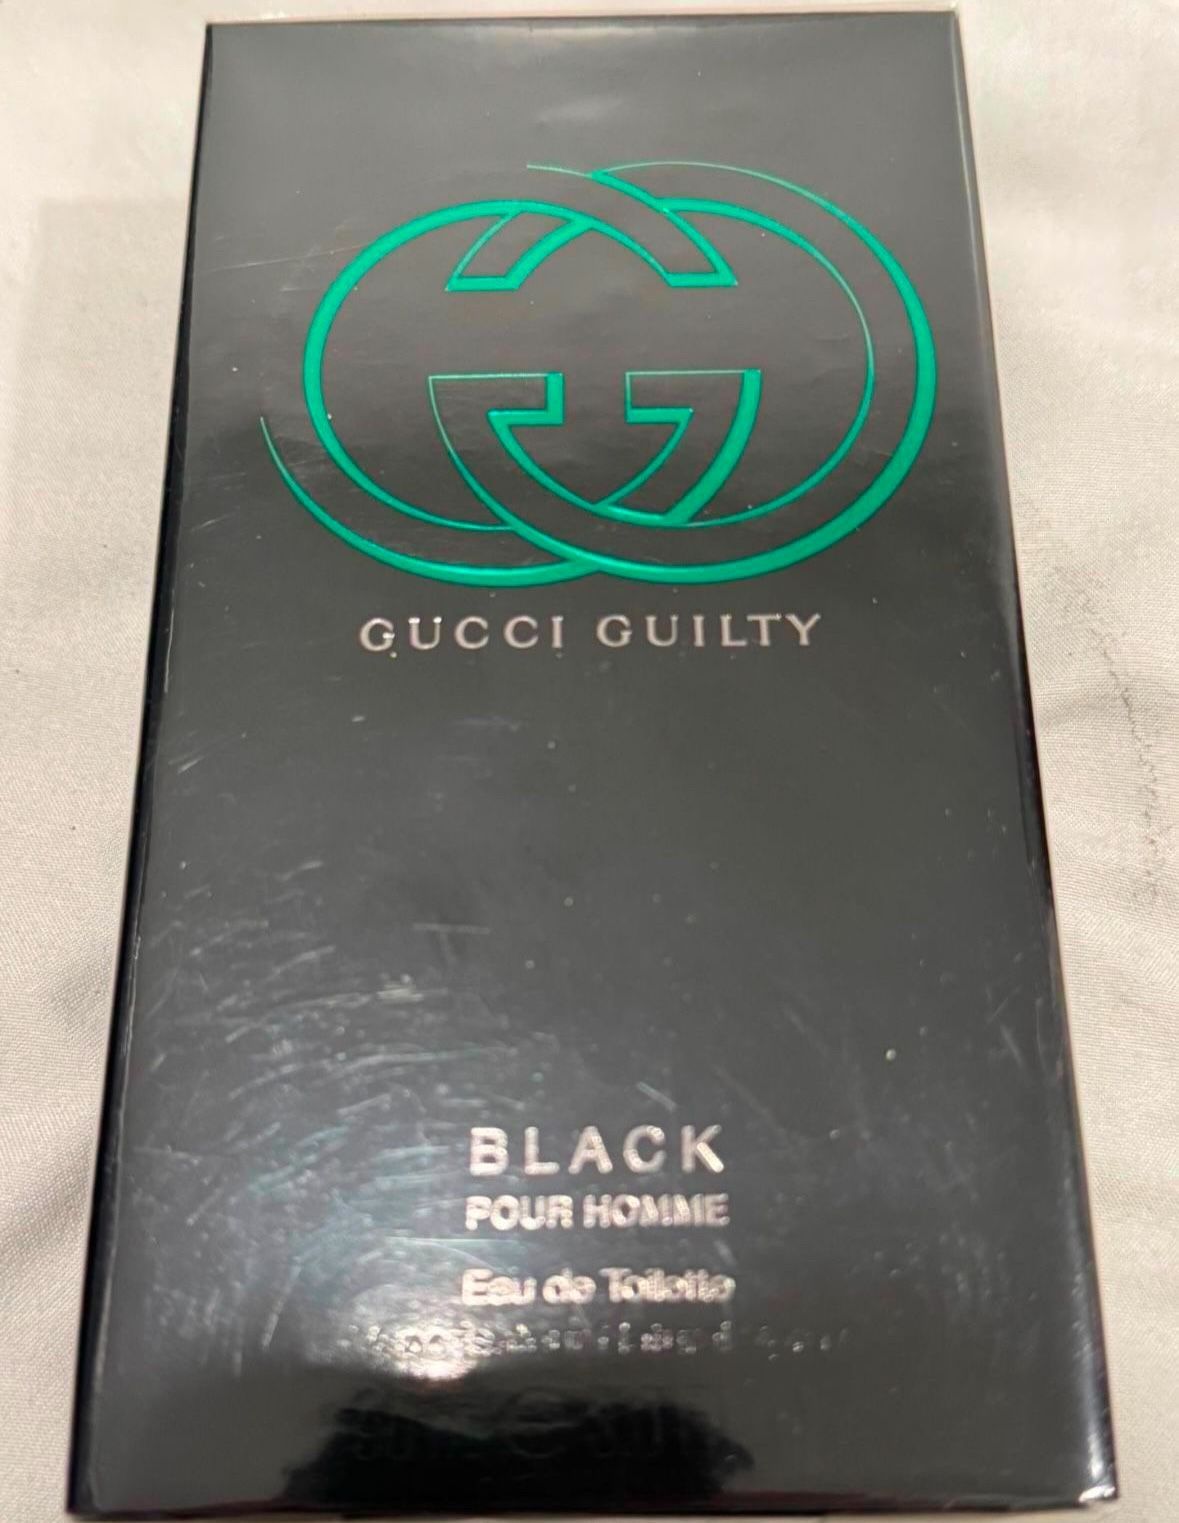 GUCCI GUILTY
BLACK
POUR HOMME
Eau de Toilette